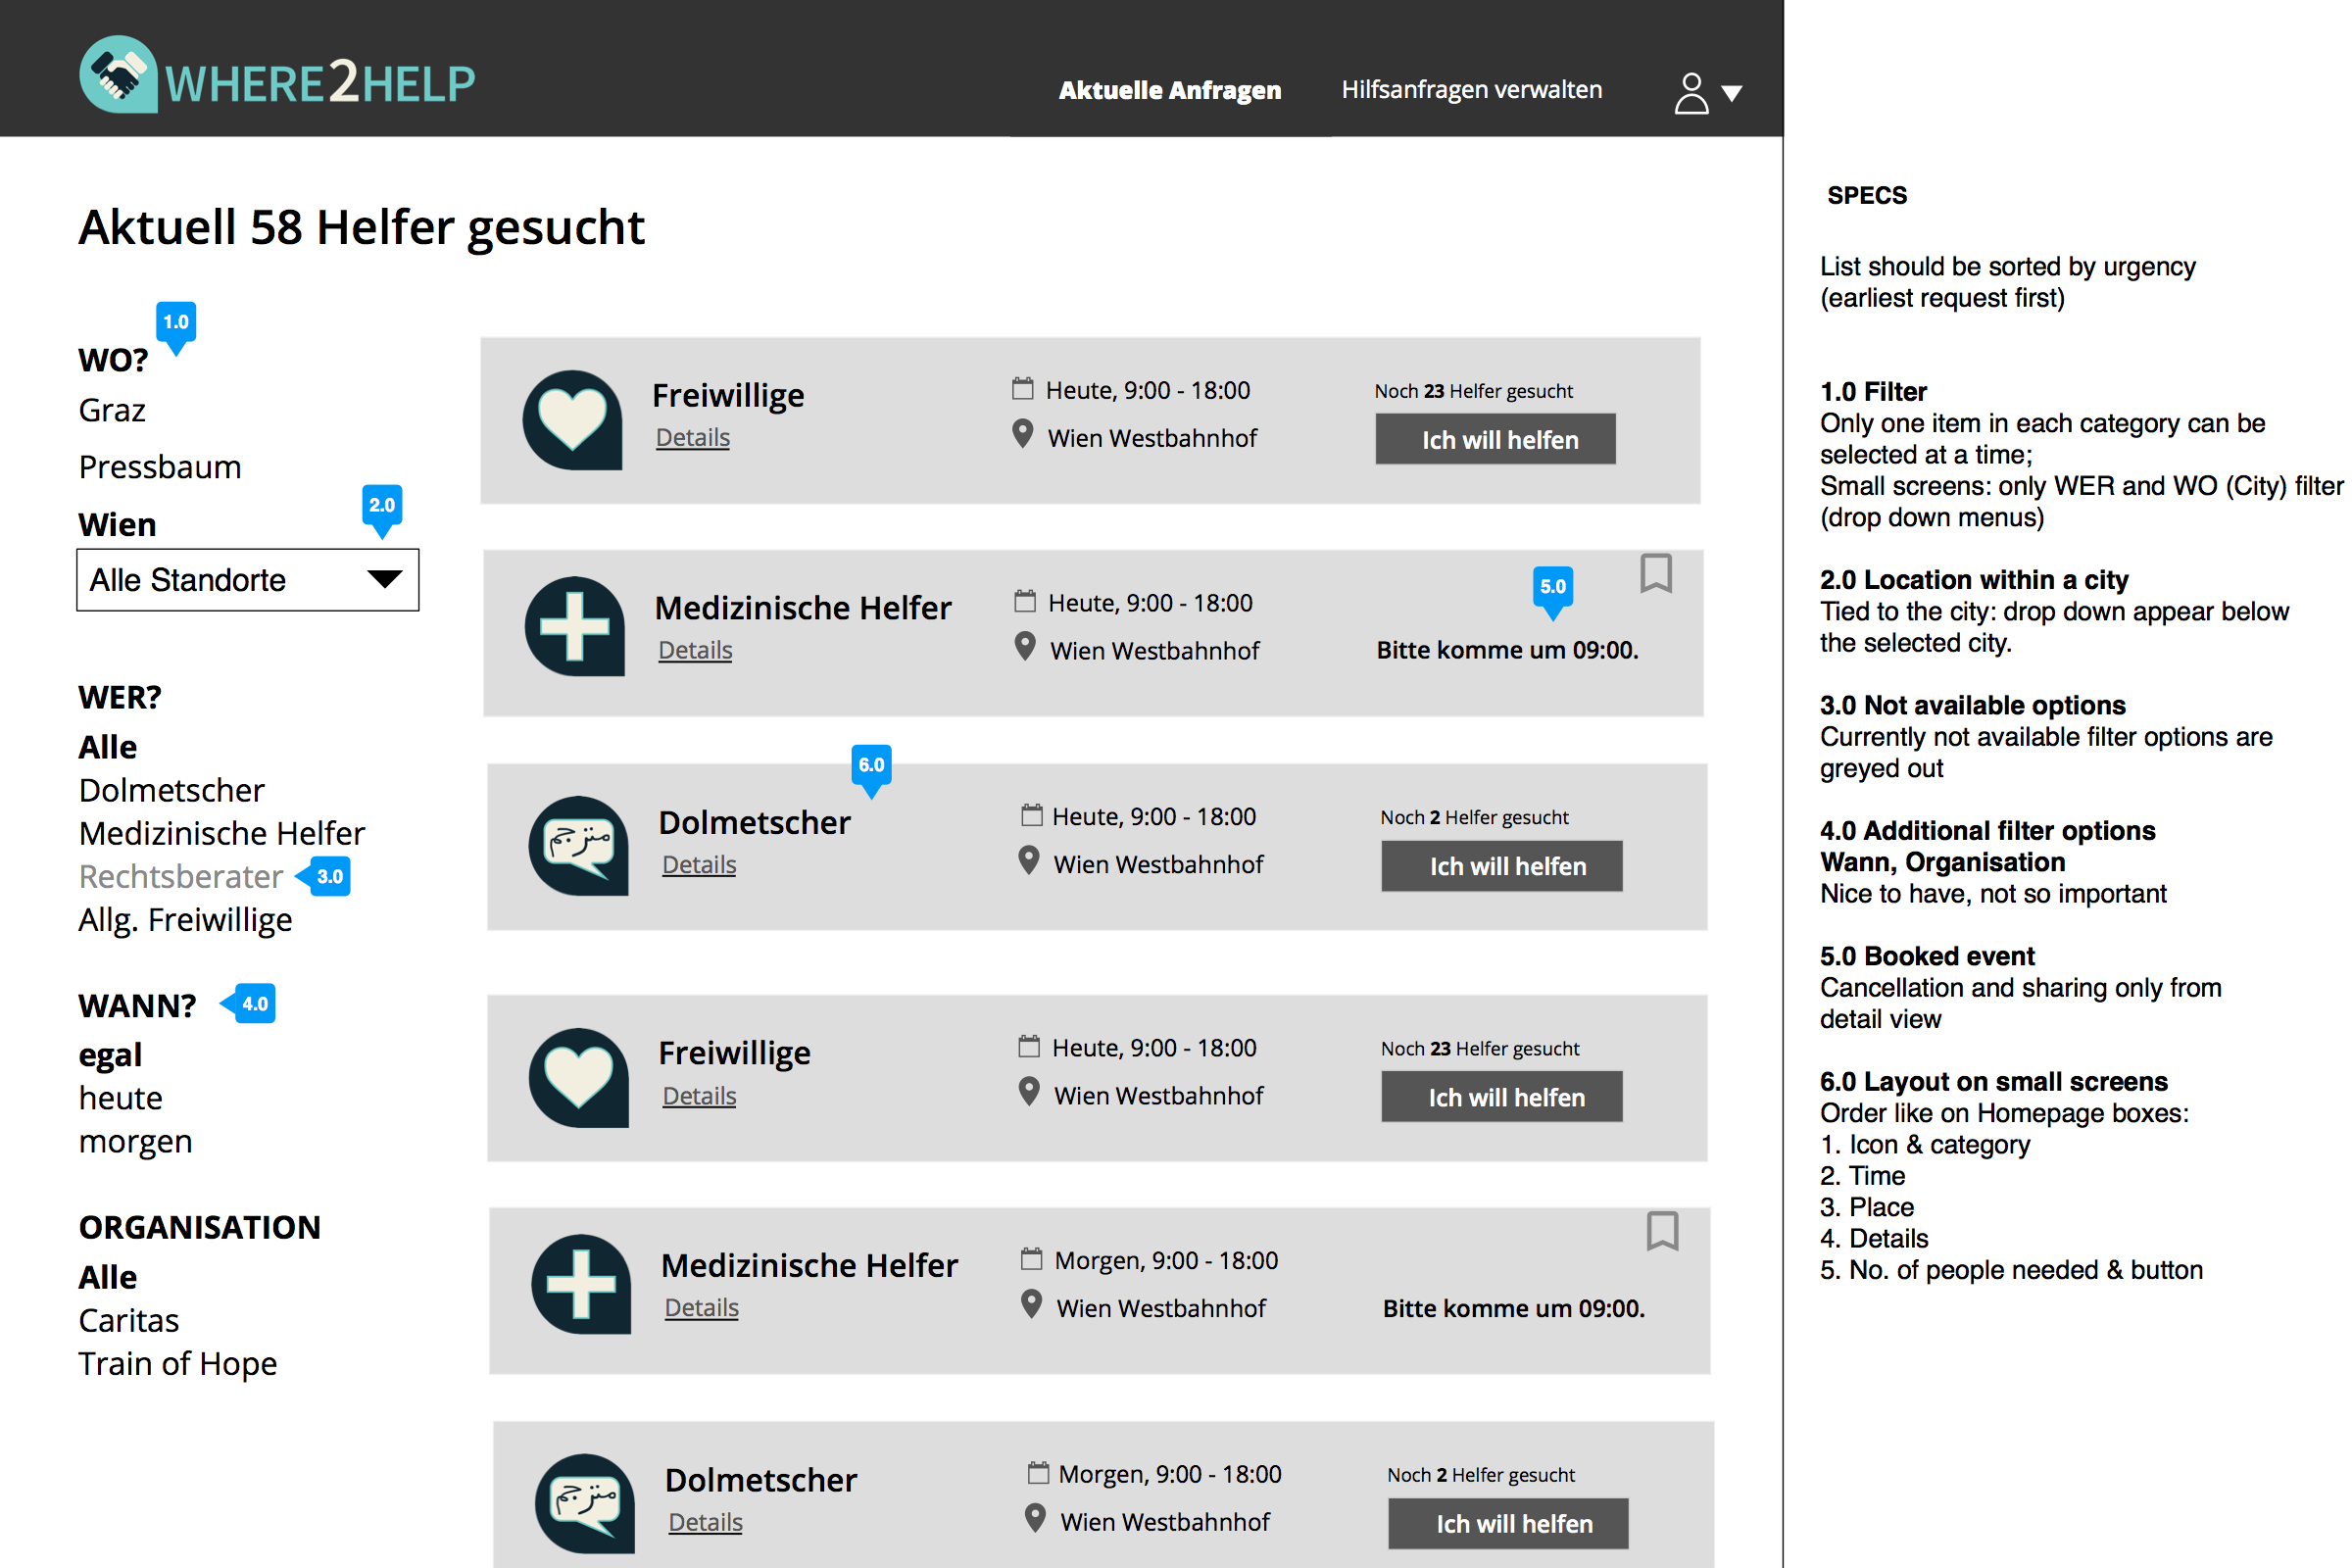 WHERE2HELP
Aktuelle Anfragen
Hilfsanfragen verwalten
Aktuell 58 Helfer gesucht
1.0
WO?
Graz
Pressbaum
Wien
2.0
Alle Standorte
WER?
Alle
Dolmetscher
Medizinische Helfer
Rechtsberater
3.0
Allg. Freiwillige
WANN?
4.0
egal
heute
morgen
ORGANISATION
Alle
Caritas
Train of Hope
Freiwillige
Details
Heute, 9:00 - 18:00
Wien Westbahnhof
Noch 23 Helfer gesucht
Ich will helfen
Medizinische Helfer
Details
Heute, 9:00 - 18:00
Wien Westbahnhof
5.0
Bitte komme um 09:00.
6.0
مترجم
Dolmetscher
Details
Heute, 9:00 - 18:00
Wien Westbahnhof
Noch 2 Helfer gesucht
Ich will helfen
Freiwillige
Details
Heute, 9:00 - 18:00
Wien Westbahnhof
Noch 23 Helfer gesucht
Ich will helfen
Medizinische Helfer
Details
Morgen, 9:00 - 18:00
Wien Westbahnhof
Bitte komme um 09:00.
مترجم
Dolmetscher
Details
Morgen, 9:00 - 18:00
Wien Westbahnhof
Noch 2 Helfer gesucht
Ich will helfen
SPECS
List should be sorted by urgency
(earliest request first)
1.0 Filter
Only one item in each category can be
selected at a time;
Small screens: only WER and WO (City) filter
(drop down menus)
2.0 Location within a city
Tied to the city: drop down appear below
the selected city.
3.0 Not available options
Currently not available filter options are
greyed out
4.0 Additional filter options
Wann, Organisation
Nice to have, not so important
5.0 Booked event
Cancellation and sharing only from
detail view
6.0 Layout on small screens
Order like on Homepage boxes:
1. Icon & category
2. Time
3. Place
4. Details
5. No. of people needed & button